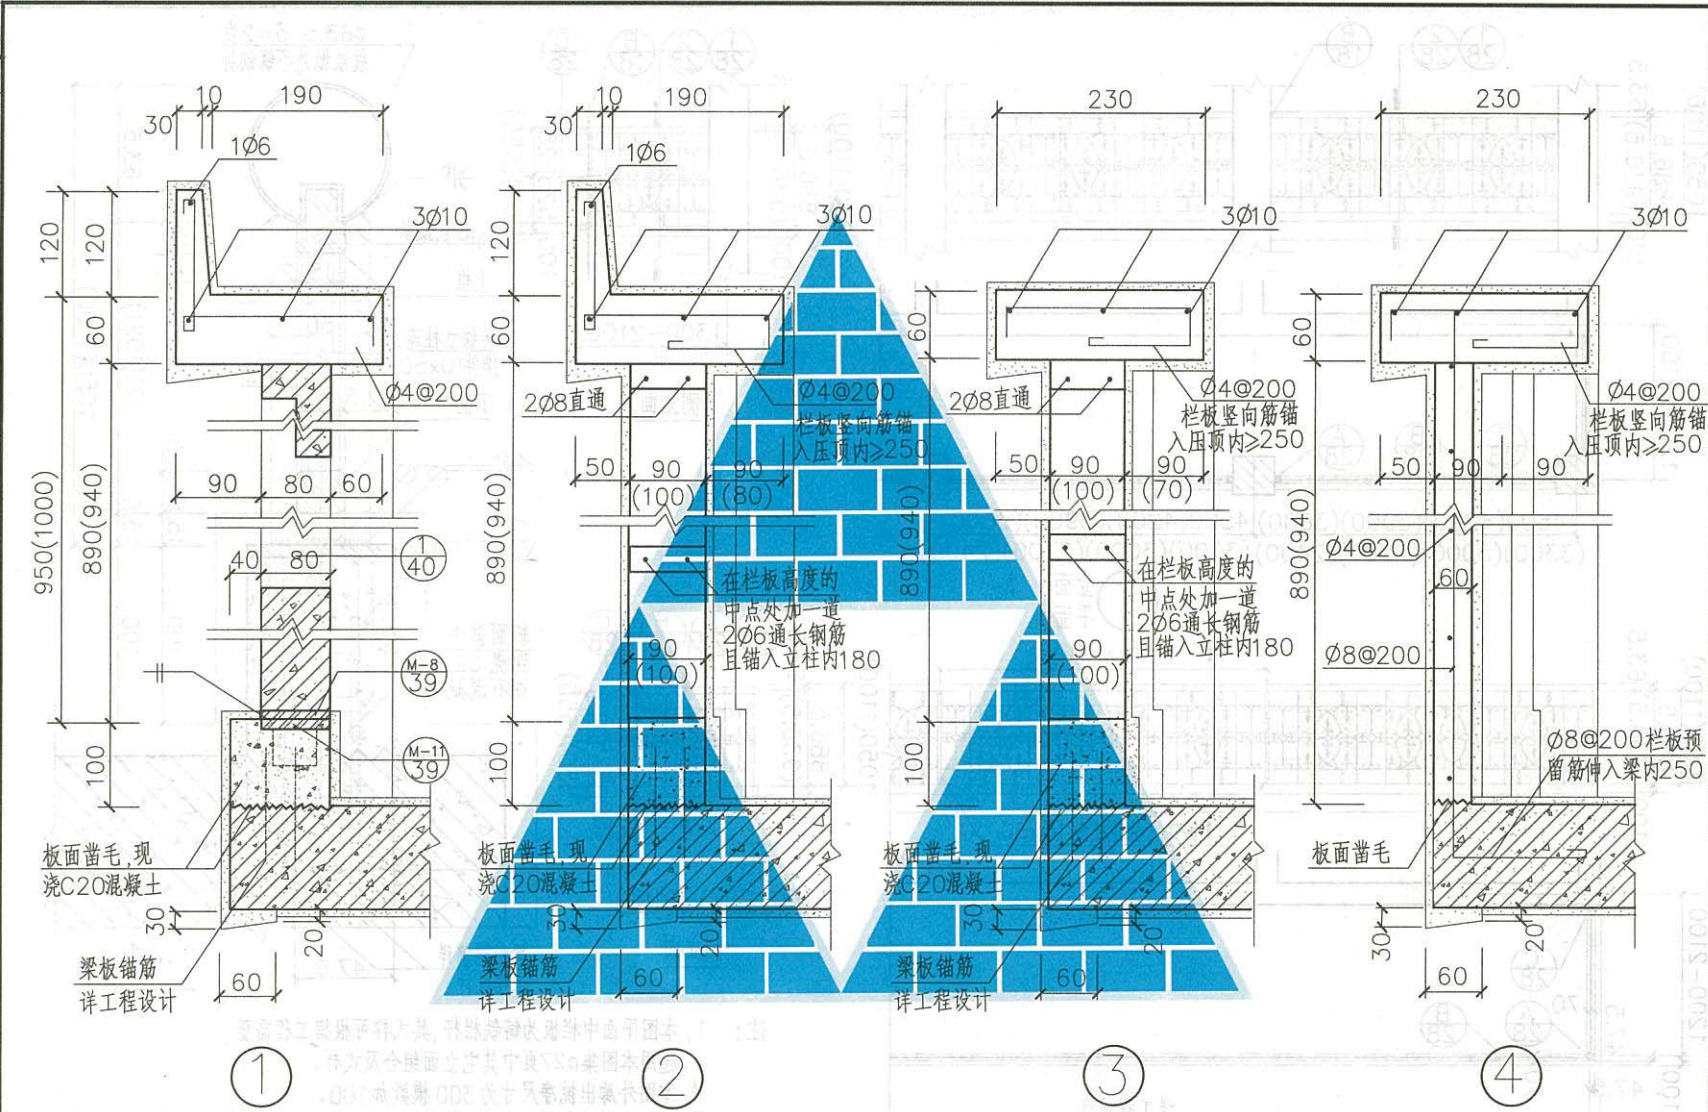 10
190
30
1Ø6
3Ø10
120
120
60
Ø4@200
90
80
60
950(1000)
890(940)
40
80
1
40
M-8
39
M-11
39
100
板面凿毛,现
浇C20混凝土
30
20
梁板锚筋
详工程设计
60
①
10
190
30
1Ø6
3Ø10
120
60
2Ø8直通
Ø4@200
栏板竖向筋锚
入压顶内≥250
50
90
(100)
90
(80)
890(940)
在栏板高度的
中点处加一道
2Ø6通长钢筋
且锚入立柱内180
90
(100)
100
板面凿毛,现
浇C20混凝土
30
20
梁板锚筋
详工程设计
60
②
230
3Ø10
60
2Ø8直通
Ø4@200
栏板竖向筋锚
入压顶内≥250
50
90
(100)
90
(70)
890(940)
在栏板高度的
中点处加一道
2Ø6通长钢筋
且锚入立柱内180
90
(100)
100
板面凿毛,现
浇C20混凝土
30
20
梁板锚筋
详工程设计
60
③
230
3Ø10
60
Ø4@200
栏板竖向筋锚
入压顶内≥250
50
90
90
890(940)
Ø4@200
60
Ø8@200
Ø8@200栏板预
留筋伸入梁内250
板面凿毛
30
20
60
④